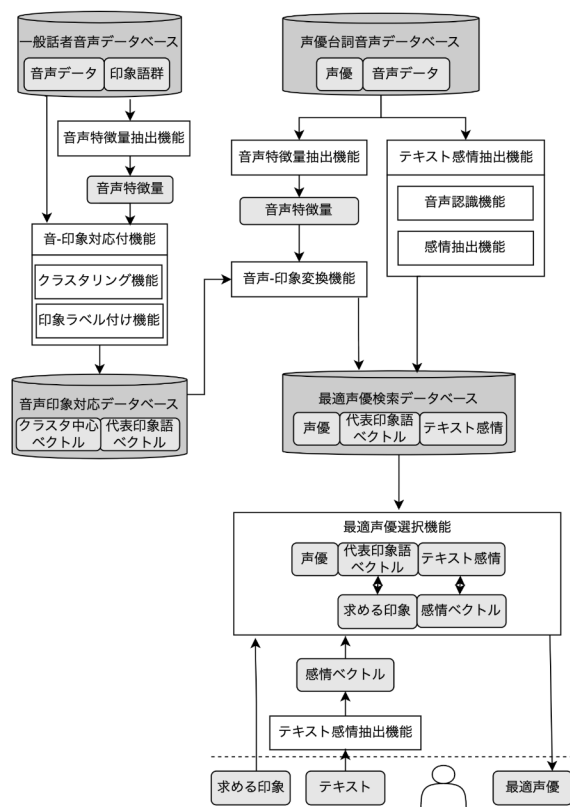 一般話者音声データベース
音声データ
印象語群
音声特徴量抽出機能
音声特徴量
音-印象対応付機能
クラスタリング機能
印象ラベル付け機能
音声印象対応データベース
クラスタ中心
ベクトル
代表印象語
ベクトル
声優台詞音声データベース
声優
音声データ
音声特徴量抽出機能
音声特徴量
音声-印象変換機能
テキスト感情抽出機能
音声認識機能
感情抽出機能
最適声優検索データベース
声優
代表印象語
ベクトル
テキスト感情
最適声優選択機能
声優
代表印象語
ベクトル
テキスト感情
求める印象
感情ベクトル
感情ベクトル
テキスト感情抽出機能
求める印象
テキスト
最適声優